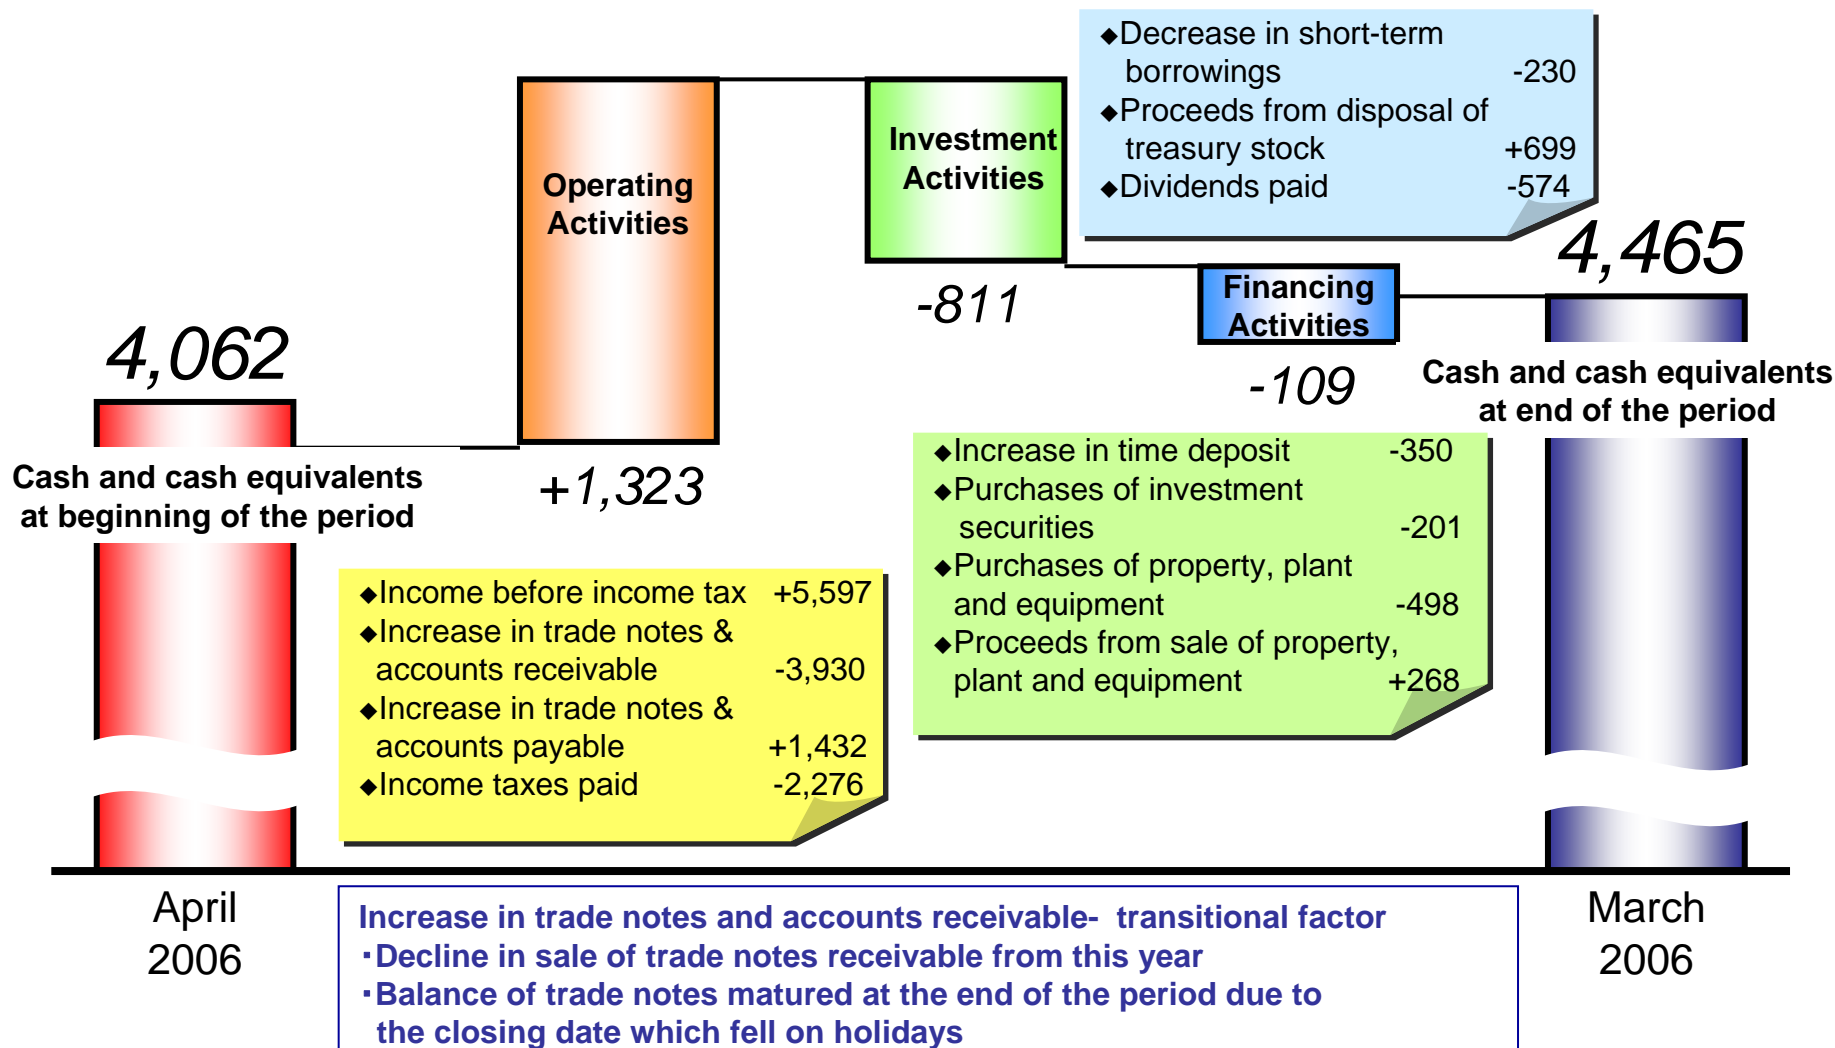 4,062
Cash and cash equivalents
at beginning of the period
April
2006
Operating
Activities
+1,323
◆Income before income tax +5,597
◆Increase in trade notes &
accounts receivable -3,930
◆Increase in trade notes &
accounts payable +1,432
◆Income taxes paid -2,276
Investment
Activities
-811
◆Increase in time deposit -350
◆Purchases of investment
securities -201
◆Purchases of property, plant
and equipment -498
◆Proceeds from sale of property,
plant and equipment +268
◆Decrease in short-term
borrowings -230
◆Proceeds from disposal of
treasury stock +699
◆Dividends paid -574
Financing
Activities
-109
4,465
Cash and cash equivalents
at end of the period
March
2006
Increase in trade notes and accounts receivable- transitional factor
・Decline in sale of trade notes receivable from this year
・Balance of trade notes matured at the end of the period due to
the closing date which fell on holidays